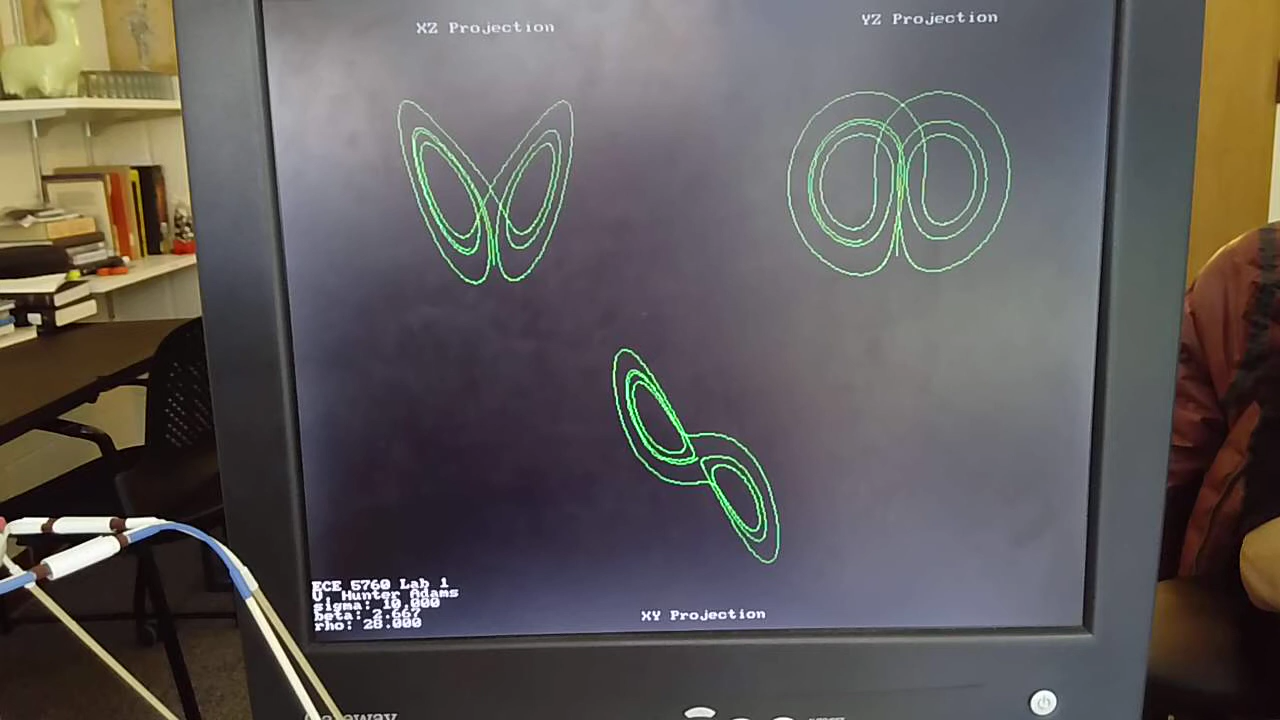 XZ Projection
YZ Projection
ECE 5760 Lab 1
V. Hunter Adams
sigma: 10.000
beta: 2.667
rho: 28.000
XY Projection
Gateway